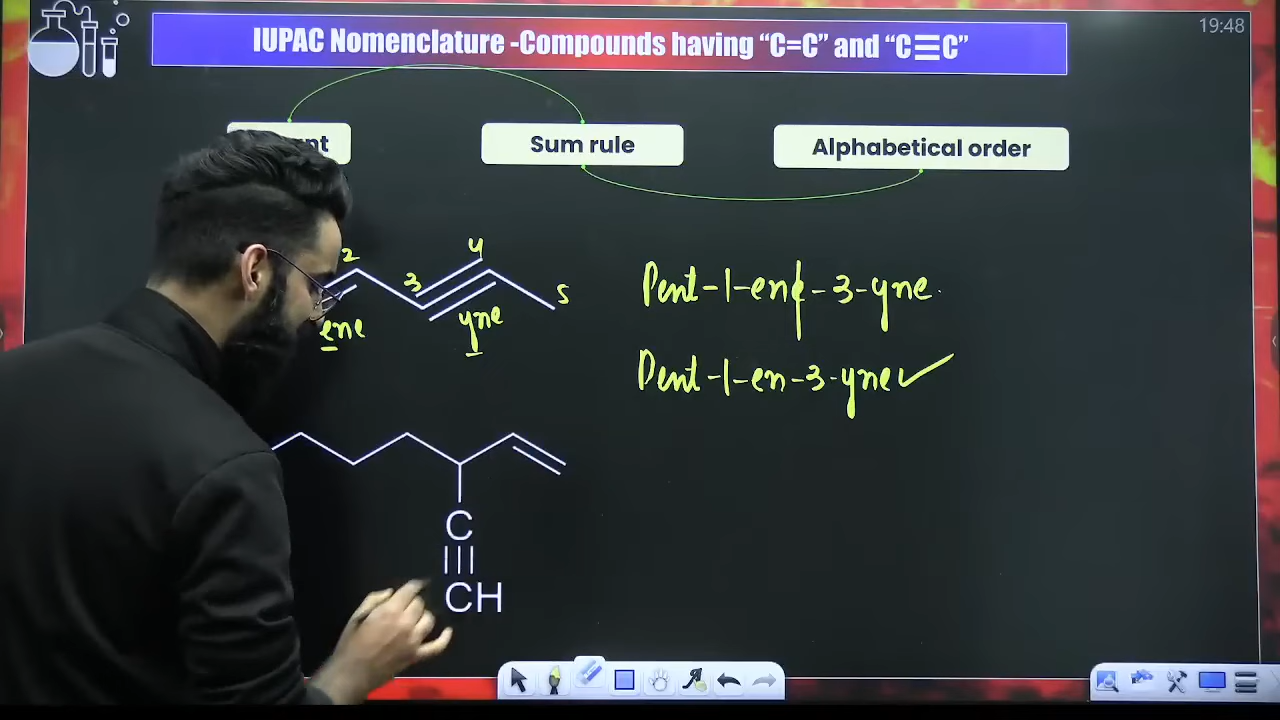 19:48
IUPAC Nomenclature -Compounds having “C=C” and “C☰C”
Sum rule
Alphabetical order
2
3
4
5
ene
yne
Pent-1-ene-3-yne.
Pent-1-en-3-yne✓
C
CH